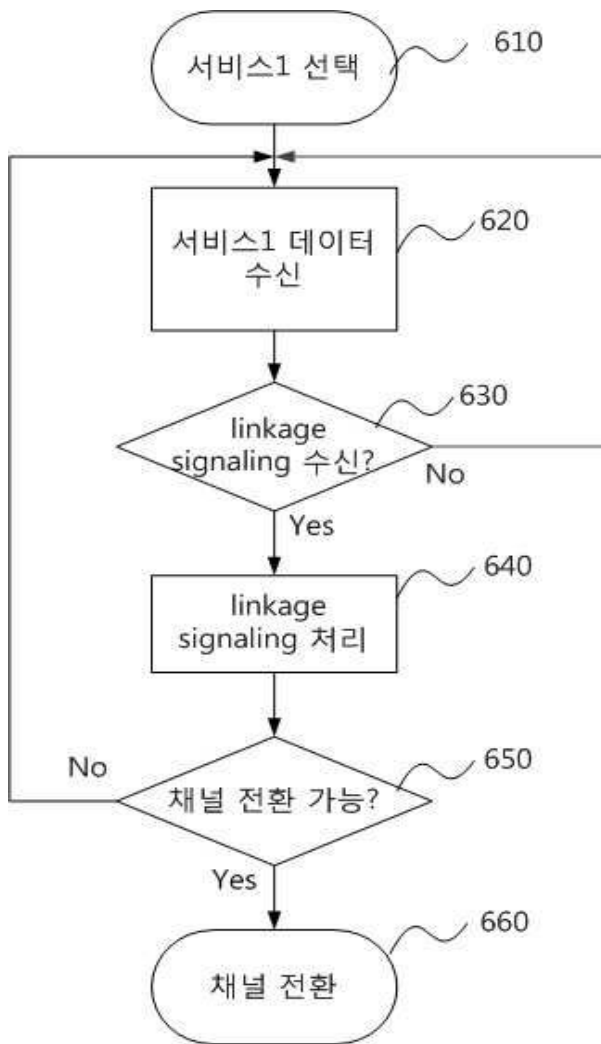 서비스1 선택
610
서비스1 데이터
수신
620
linkage
signaling 수신?
630
No
Yes
linkage
signaling 처리
640
채널 전환 가능?
650
No
Yes
채널 전환
660